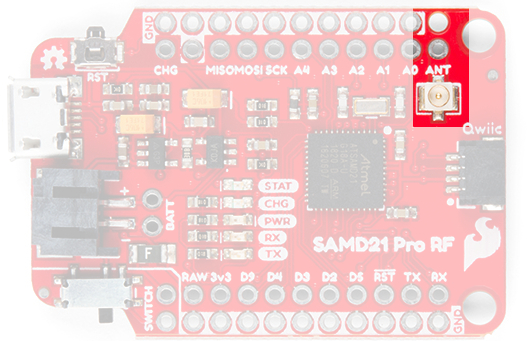 GND
RST
CHG MISO MOSI SCK A4 A3 A2 A1 A0 ANT
Qwiic
Atmel
+
BATT
STAT
CHG
PWR
RX
TX
F
SAMD21 Pro RF
SWITCH
RAW 3v3 D9 D4 D3 D2 D5 RST TX RX
GND